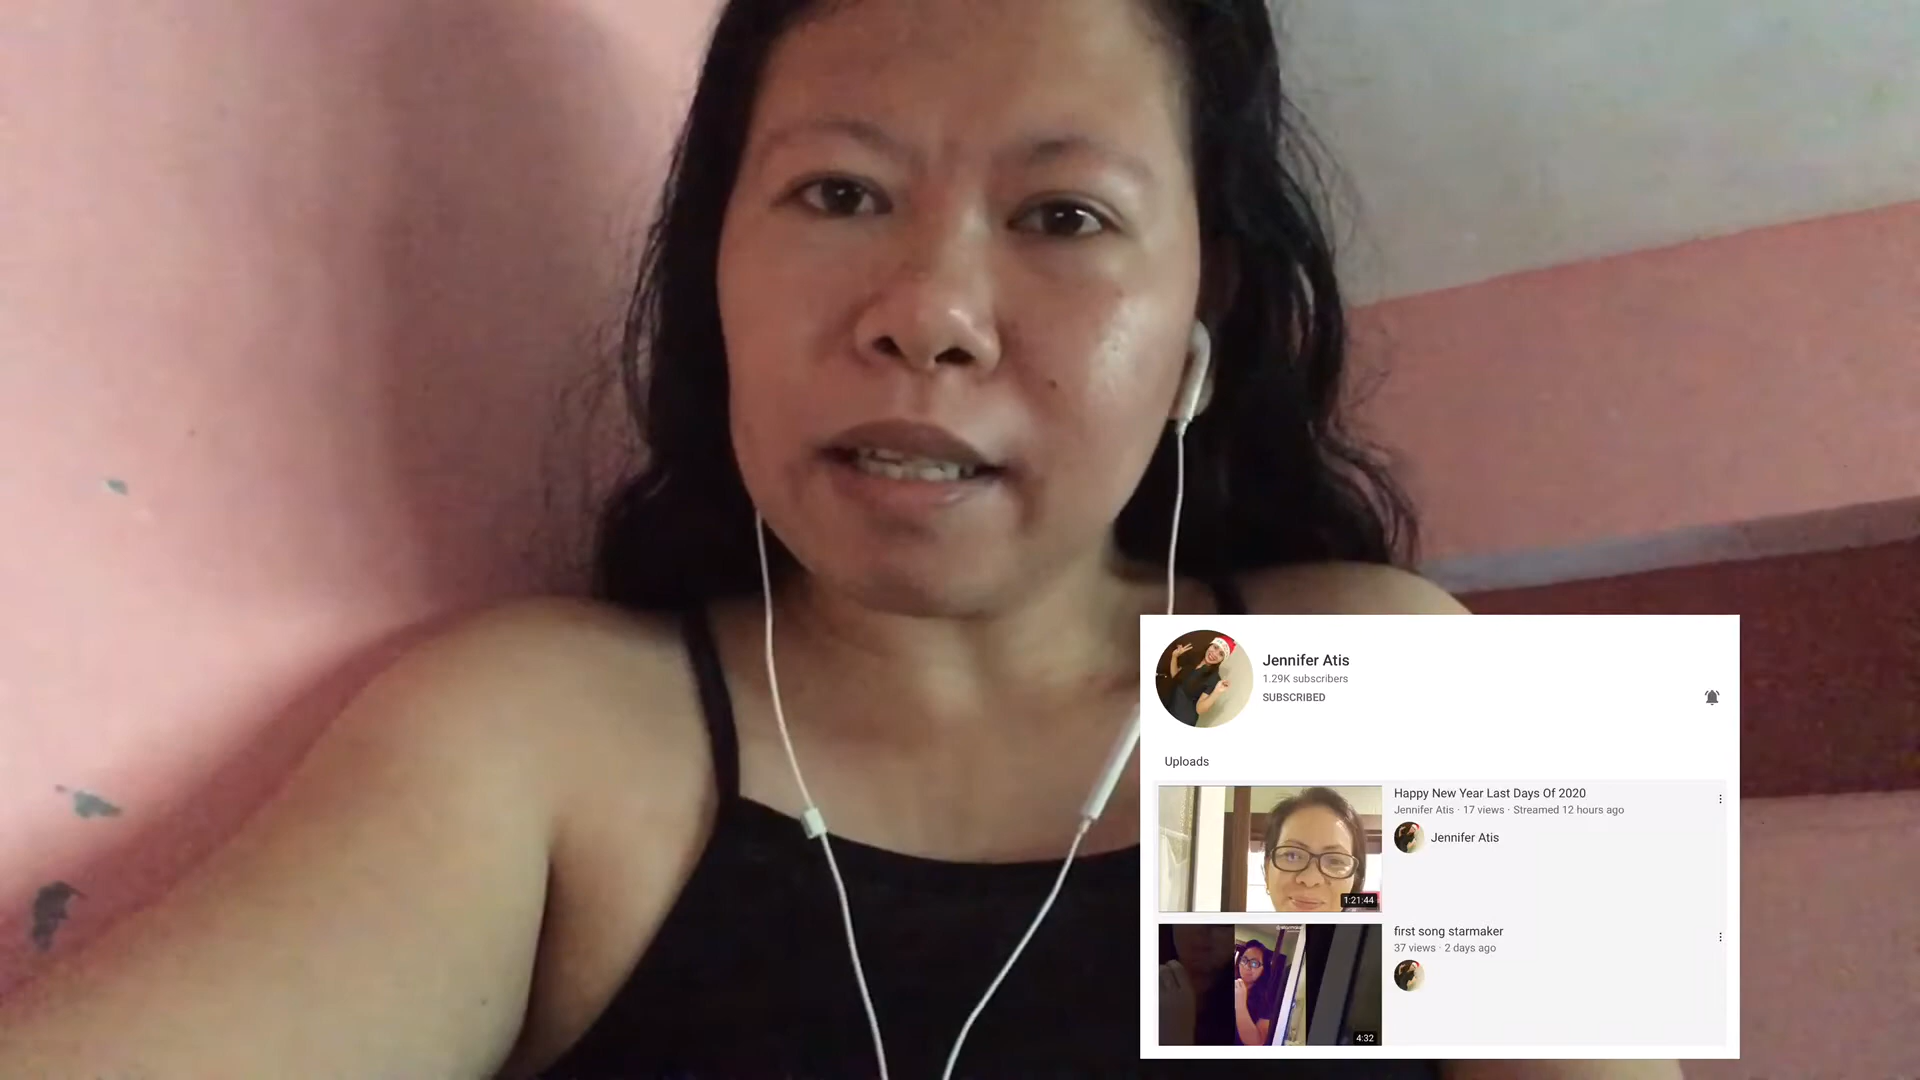 Jennifer Atis
1.29K subscribers
SUBSCRIBED
Uploads
Happy New Year Last Days Of 2020
Jennifer Atis · 17 views · Streamed 12 hours ago
Jennifer Atis
1:21:44
first song starmaker
37 views · 2 days ago
4:32